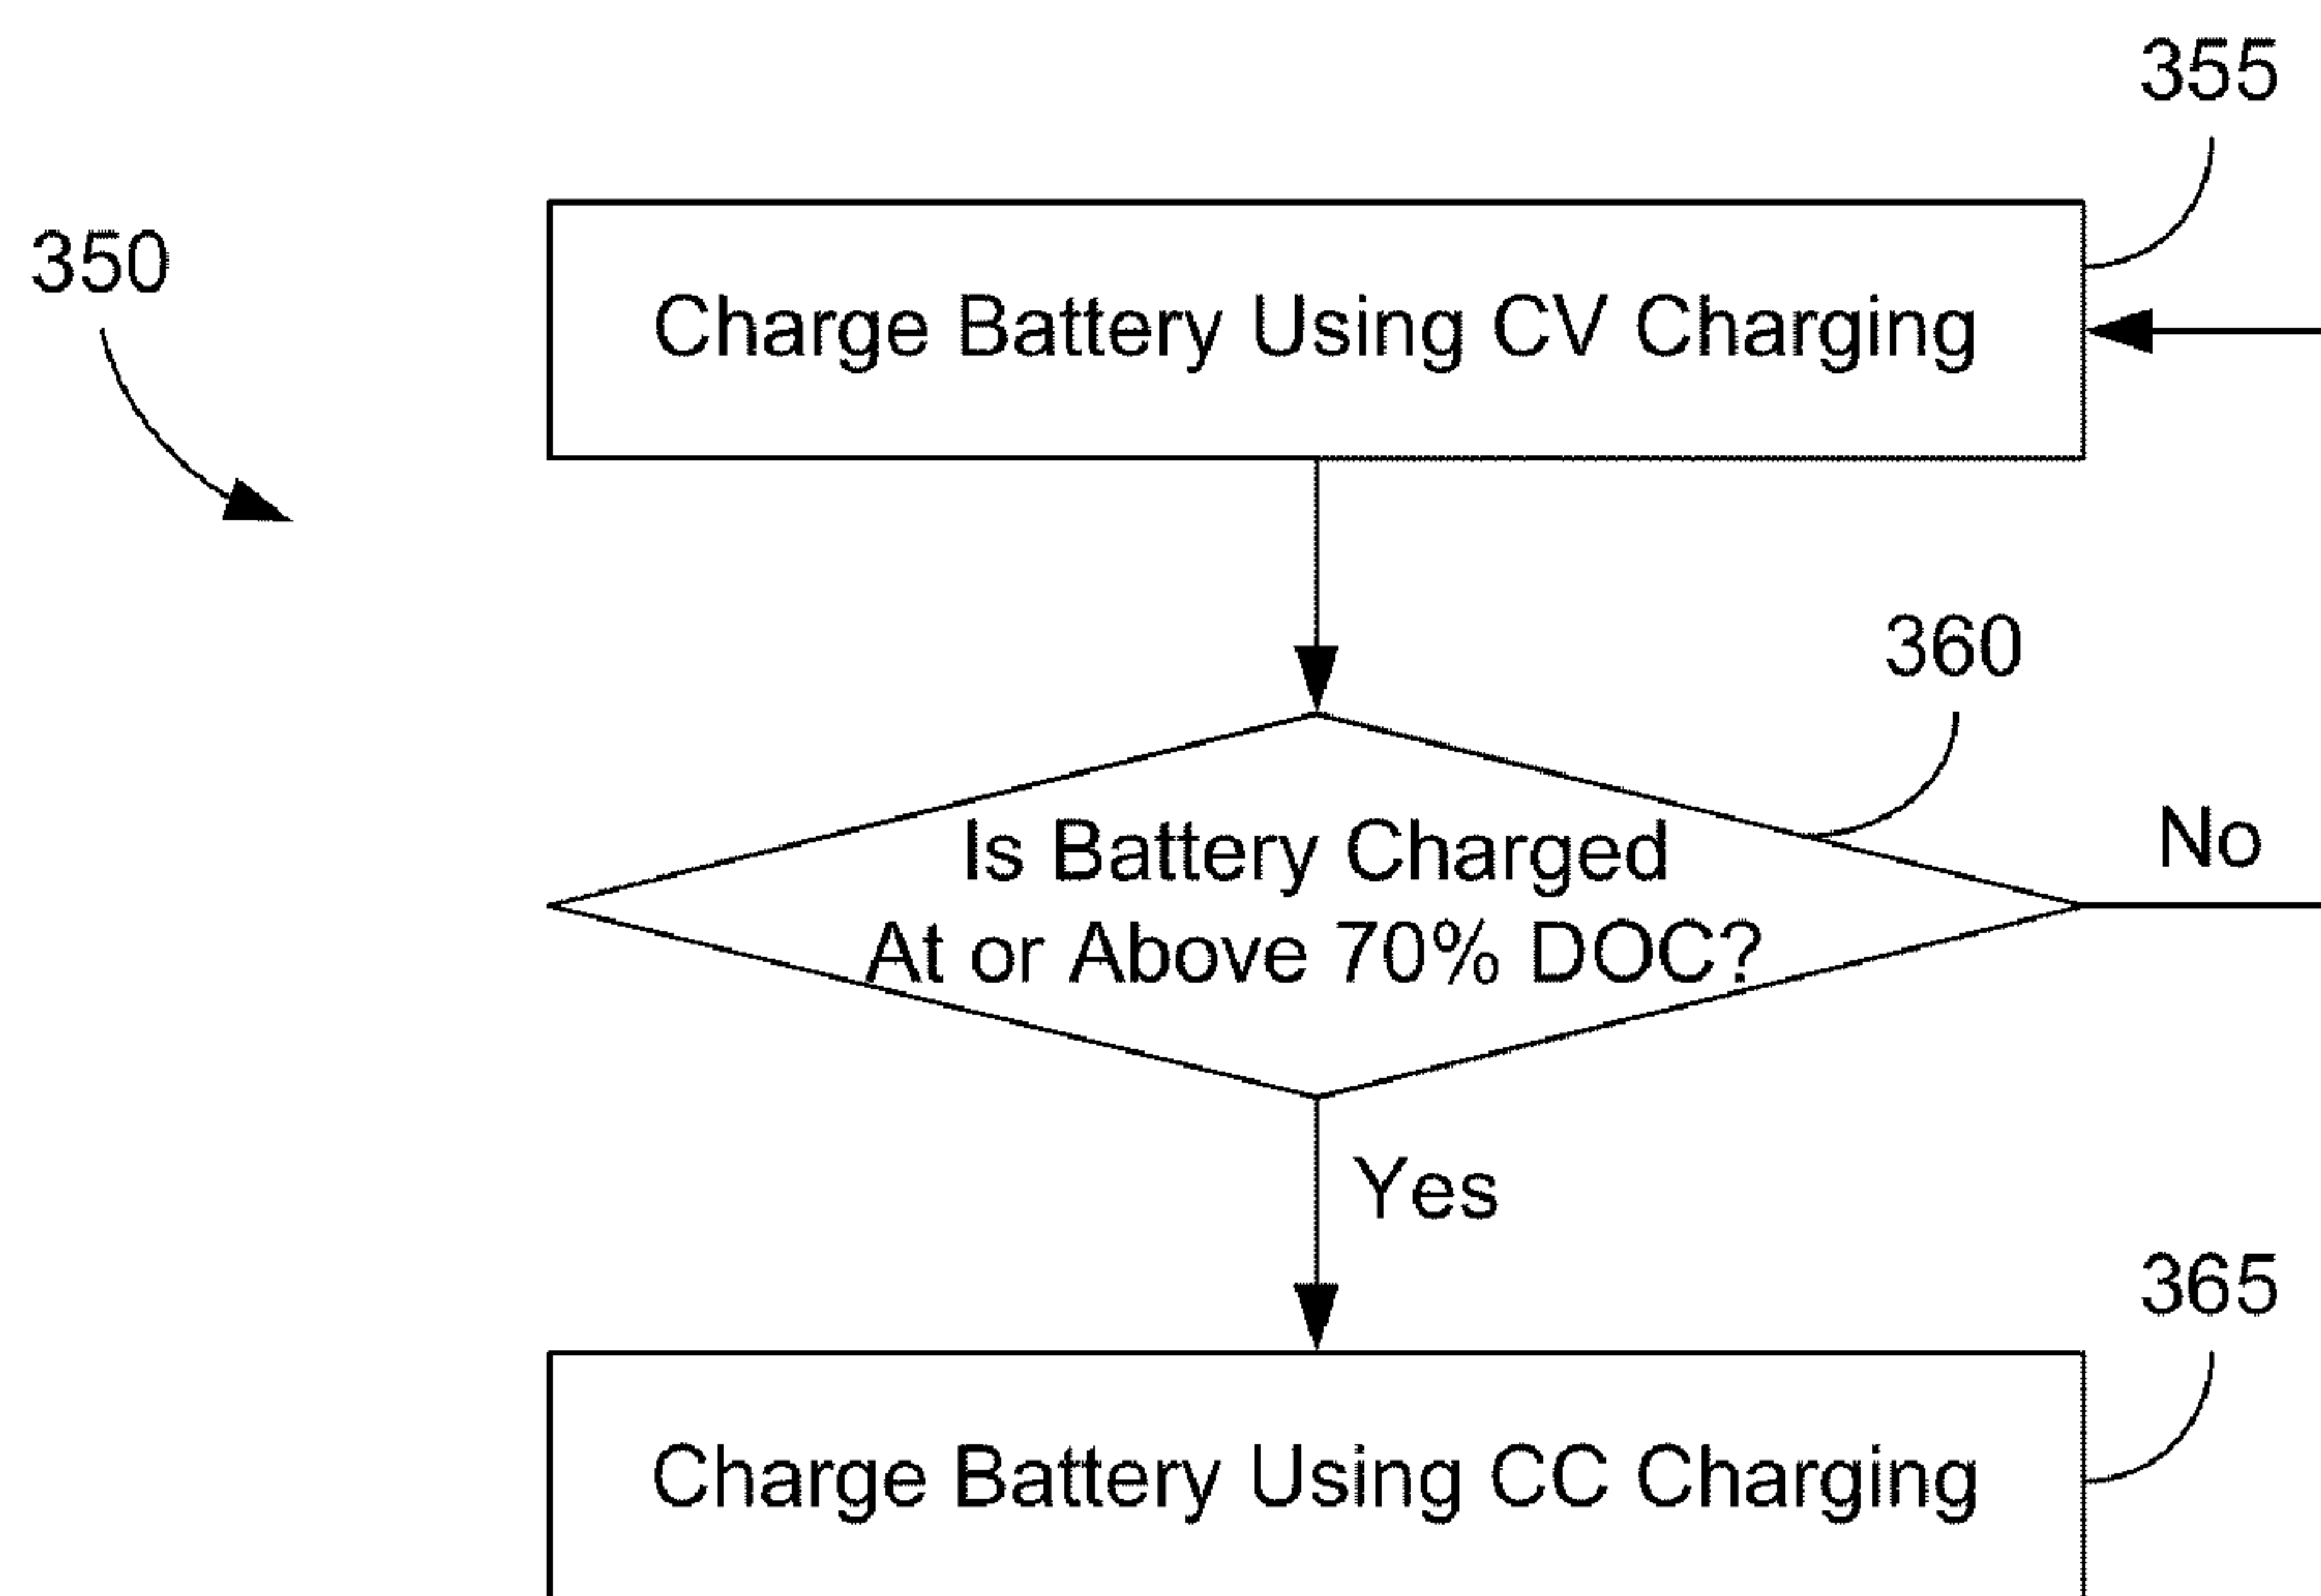 355
350
Charge Battery Using CV Charging
360
Is Battery Charged
At or Above 70% DOC?
No
Yes
365
Charge Battery Using CC Charging